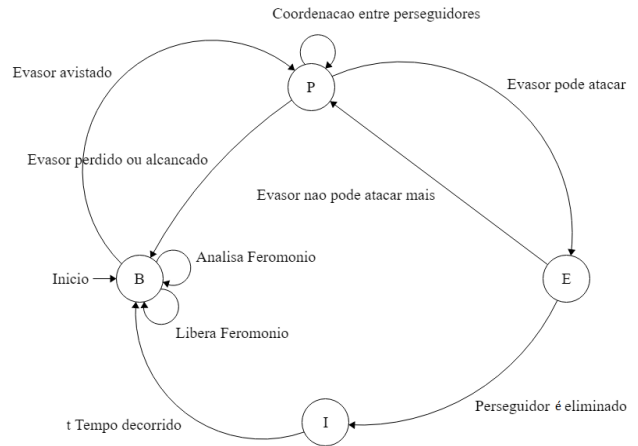 Coordenacao entre perseguidores
Evasor avistado
P
Evasor pode atacar
Evasor perdido ou alcancado
Evasor nao pode atacar mais
Analisa Feromonio
Inicio
B
E
Libera Feromonio
Perseguidor é eliminado
I
t Tempo decorrido